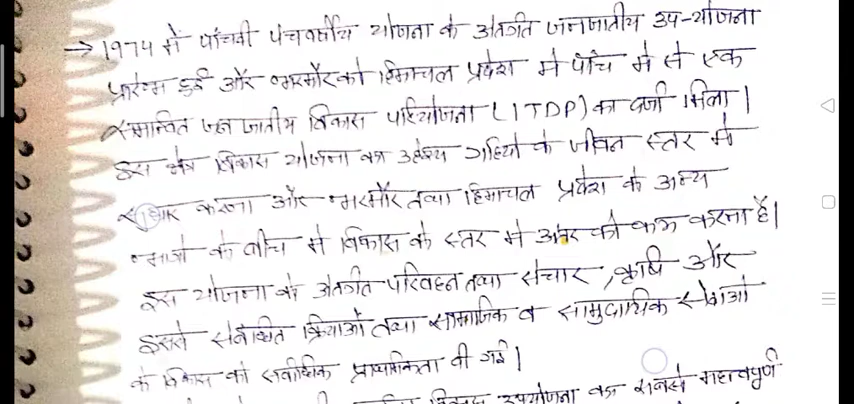 → 1974 में पांचवी पंचवर्षीय योजना के अंतर्गत जनजातीय उप-योजना
प्रारंम्भ हुई और भरमौर को हिमाचल प्रदेश में पाँच में से एक
समान्वित जन जातीय विकास परियोजना (ITDP) का दर्जा मिला।
इस क्षेत्र विकास योजना का उद्देश्य गद्दियों के जीवन स्तर में
सुधार करना और भरमौर तथा हिमाचल प्रदेश के अन्य
भागों के बीच में विकास के स्तर में अंतर को कम करना है।
इस योजना के अंतर्गत परिवहन तथा संचार, कृषि और
इससे संबंधित क्रियाओं तथा सामाजिक व सामुदायिक सेवाओं
के विकास को सर्वाधिक प्राथमिकता दी गई।
विकास उपयोजना का सबसे महत्वपूर्ण